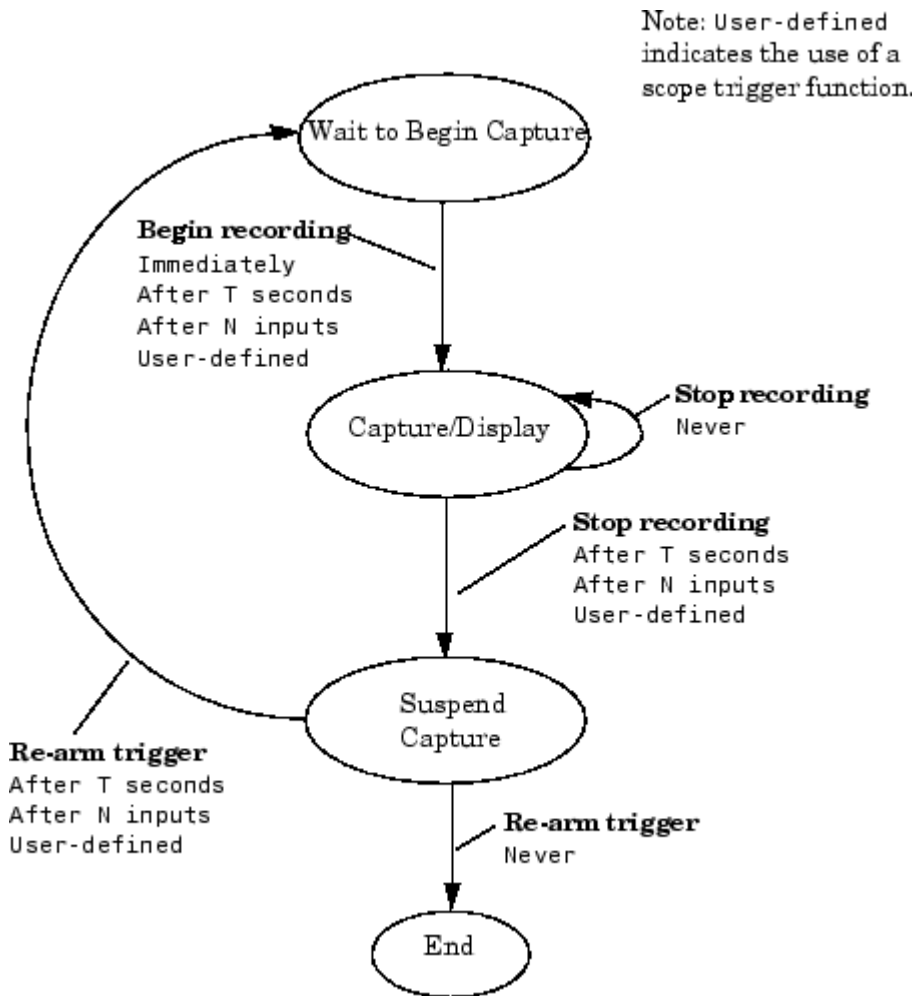 Note: User-defined
indicates the use of a
scope trigger function.
Wait to Begin Capture
Begin recording
Immediately
After T seconds
After N inputs
User-defined
Capture/Display
Stop recording
Never
Stop recording
After T seconds
After N inputs
User-defined
Suspend
Capture
Re-arm trigger
After T seconds
After N inputs
User-defined
Re-arm trigger
Never
End